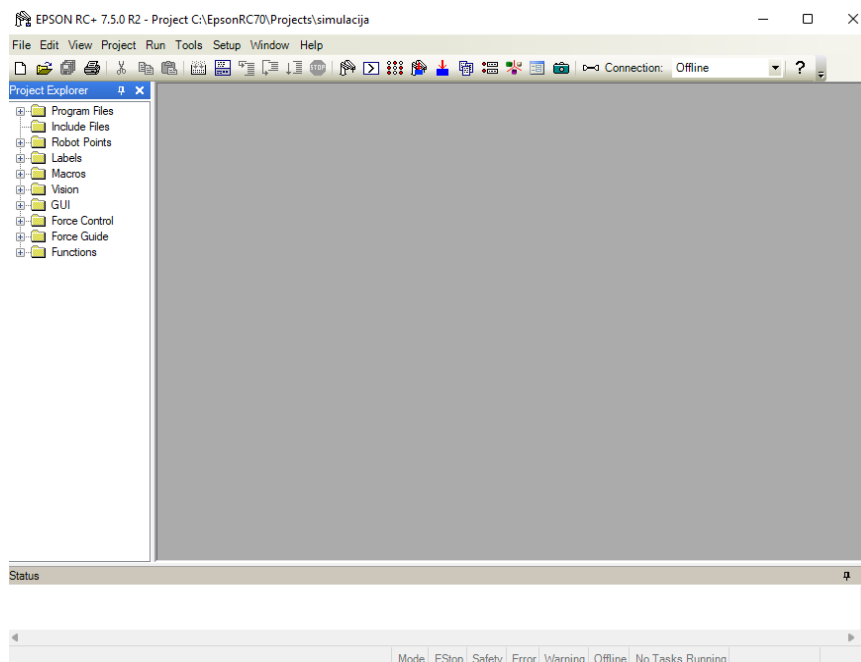 EPSON RC+ 7.5.0 R2 - Project C:\EpsonRC70\Projects\simulacija
File Edit View Project Run Tools Setup Window Help
STOP Connection: Offline ?
Project Explorer
Program Files
Include Files
Robot Points
Labels
Macros
Vision
GUI
Force Control
Force Guide
Functions
Status
Mode EStop Safety Error Warning Offline No Tasks Running